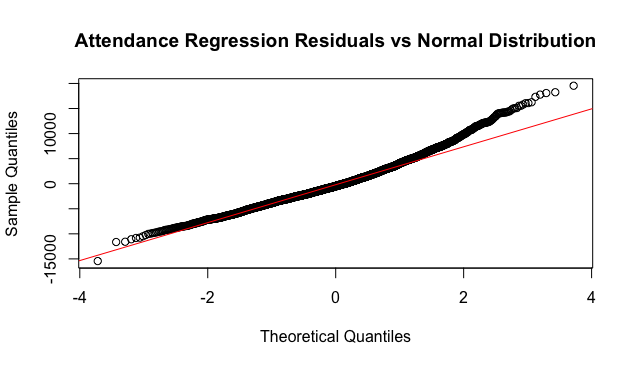 Attendance Regression Residuals vs Normal Distribution
Sample Quantiles
10000
0
-15000
-4
-2
0
2
4
Theoretical Quantiles